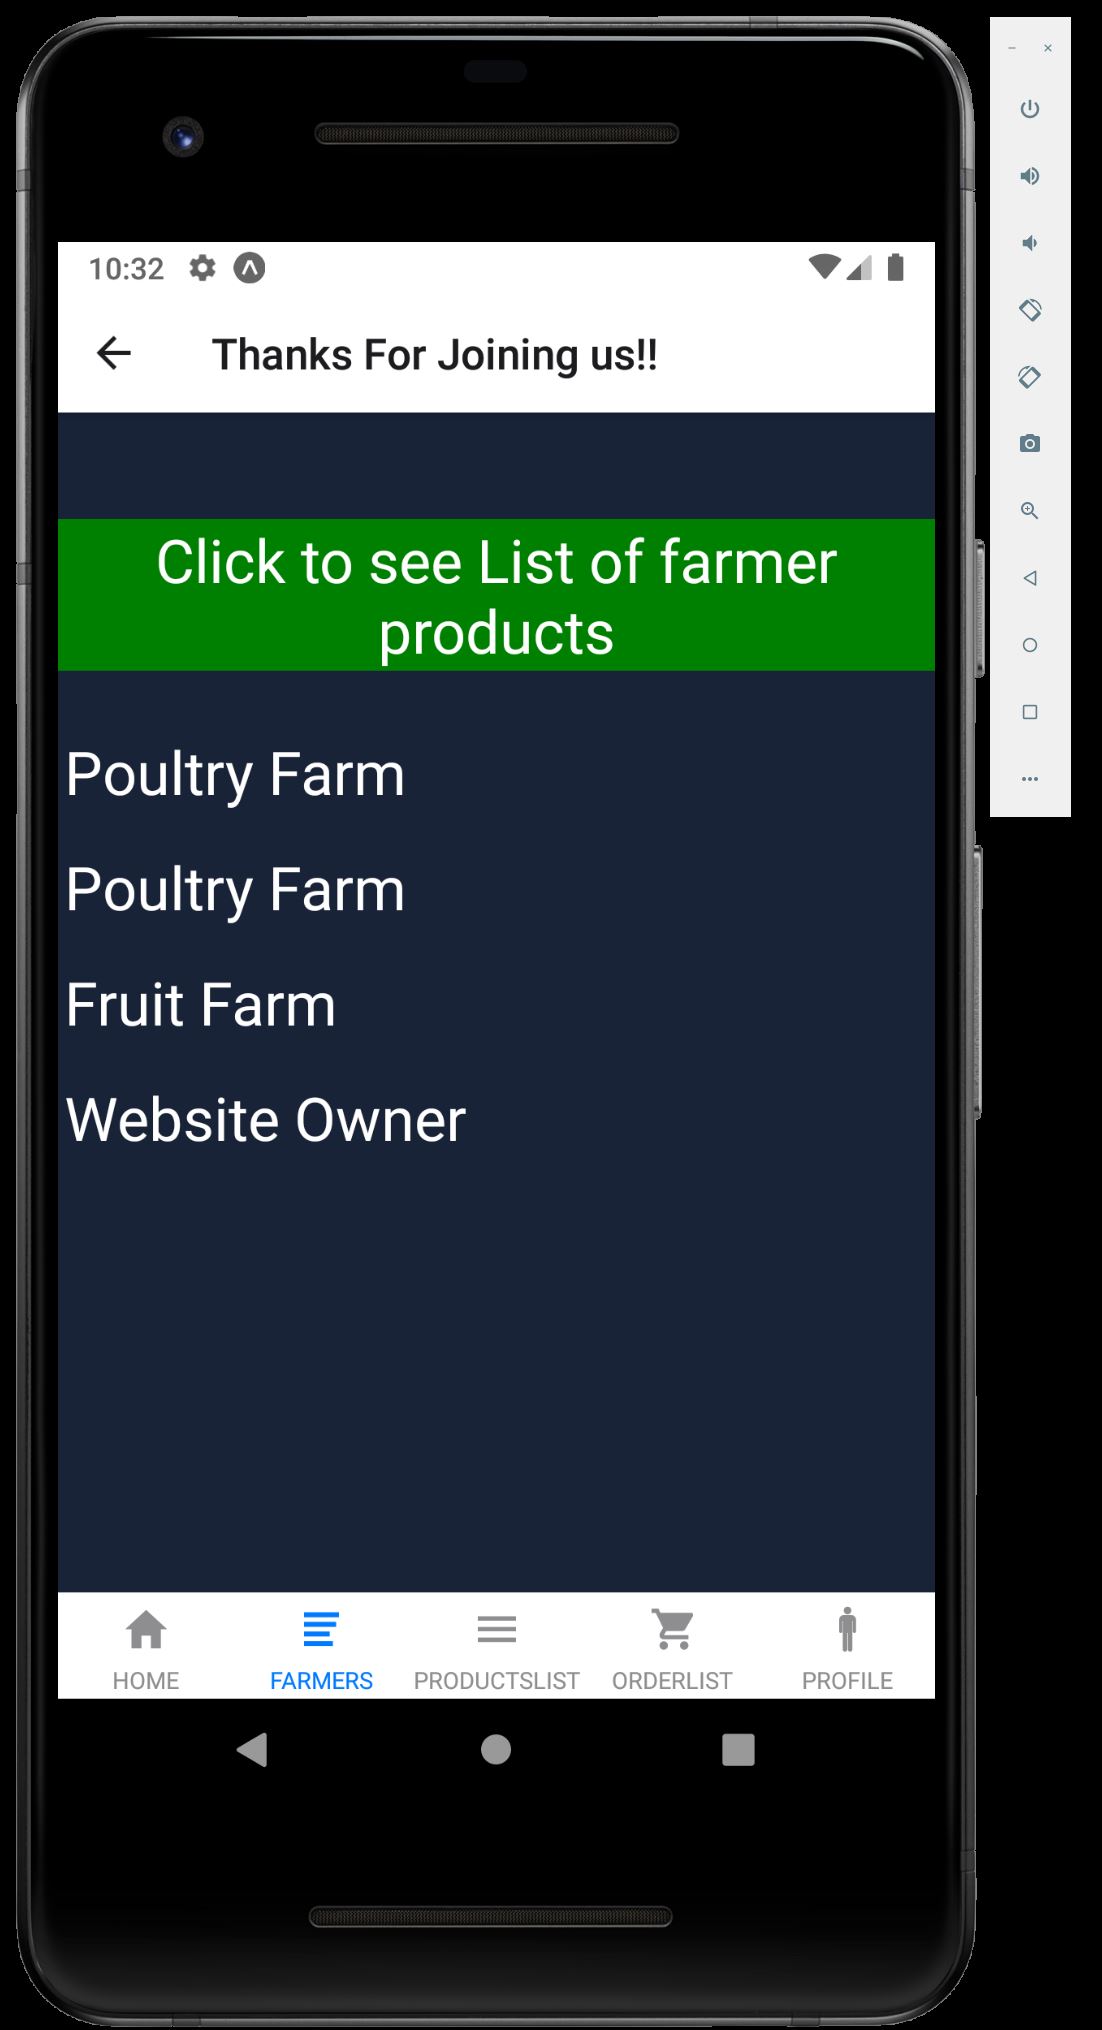 10:32
Thanks For Joining us!!
Click to see List of farmer
products
Poultry Farm
Poultry Farm
Fruit Farm
Website Owner
HOME FARMERS PRODUCTSLIST ORDERLIST PROFILE